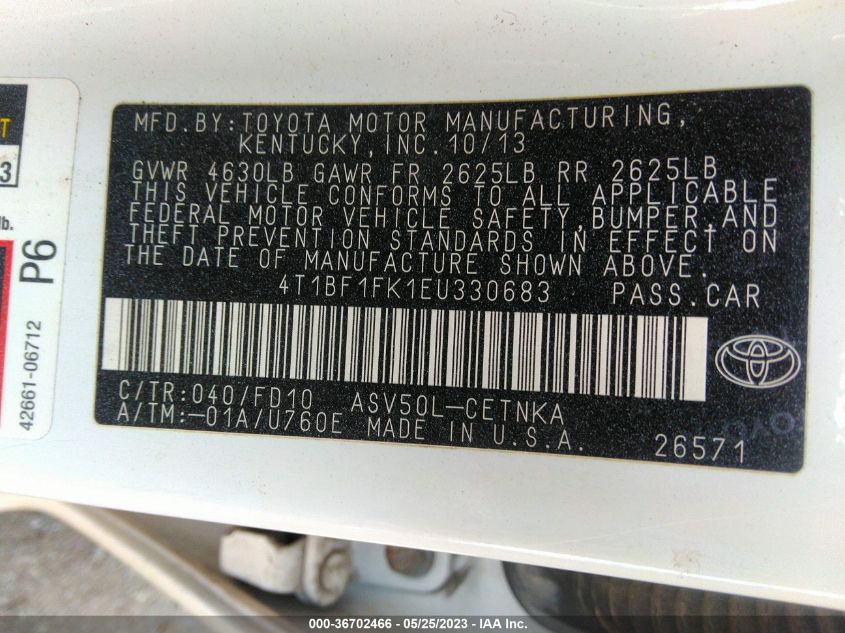 MFD.BY:TOYOTA MOTOR MANUFACTURING,
KENTUCKY,INC.10/13
GVWR 4630LB GAWR FR 2625LB RR 2625LB
THIS VEHICLE CONFORMS TO ALL APPLICABLE
FEDERAL MOTOR VEHICLE SAFETY,BUMPER,AND
THEFT PREVENTION STANDARDS IN EFFECT ON
THE DATE OF MANUFACTURE SHOWN ABOVE.
4T1BF1FK1EU330683 PASS.CAR
C/TR:040/FD10 ASV50L-CETNKA
A/TM:-01A/U760E MADE IN U.S.A.
26571
3
lb.
P6
42661-06712
000-36702466 - 05/25/2023 - IAA Inc.